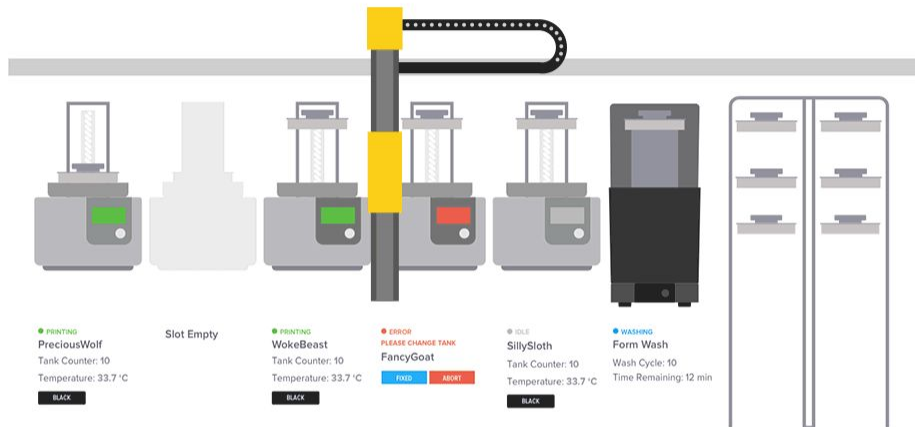 PRINTING
PreciousWolf
Tank Counter: 10
Temperature: 33.7 °C
BLACK
Slot Empty
PRINTING
WokeBeast
Tank Counter: 10
Temperature: 33.7 °C
BLACK
ERROR
PLEASE CHANGE TANK
FancyGoat
FIXED ABORT
IDLE
SillySloth
Tank Counter: 10
Temperature: 33.7 °C
BLACK
WASHING
Form Wash
Wash Cycle: 10
Time Remaining: 12 min